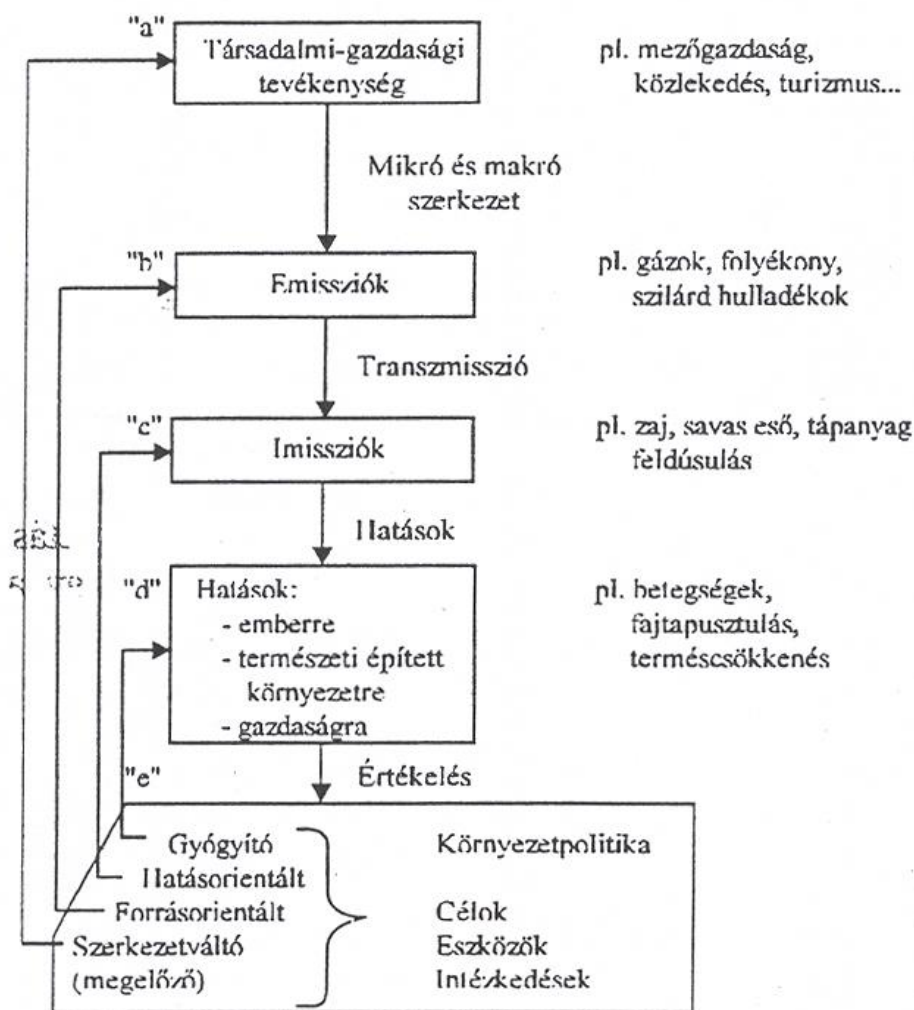 "a"
Társadalmi-gazdasági
tevékenység
pl. mezőgazdaság,
közlekedés, turizmus...
Mikró és makró
szerkezet
"b"
Emissziók
pl. gázok, folyékony,
szilárd hulladékok
Transzmisszió
"c"
Imissziók
pl. zaj, savas eső, tápanyag
feldúsulás
Hatások
"d"
Hatások:
- emberre
- természeti épített
környezetre
- gazdaságra
pl. betegségek,
fajtapusztulás,
terméscsökkenés
"e"
Értékelés
Gyógyító
Környezetpolitika
Hatásorientált
Forrásorientált
Célok
Szerkezetváltó
Eszközök
(megelőző)
Intézkedések